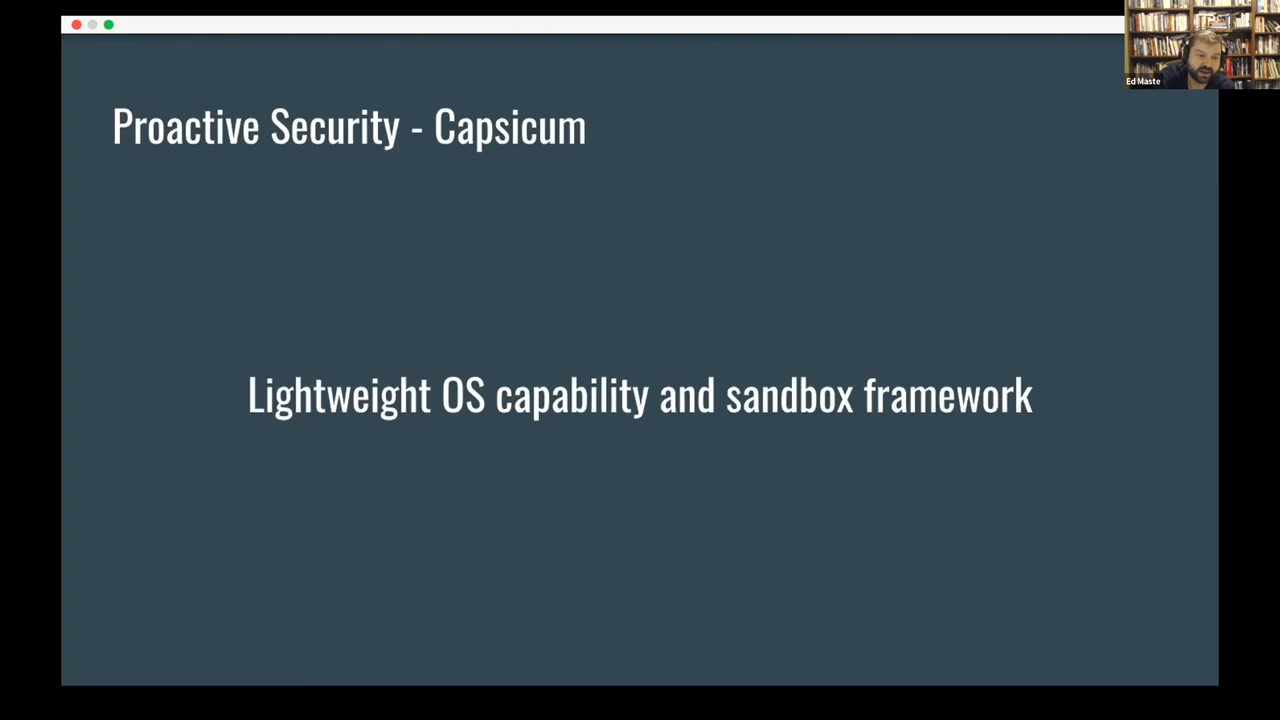 Ed Maste
Proactive Security - Capsicum
Lightweight OS capability and sandbox framework